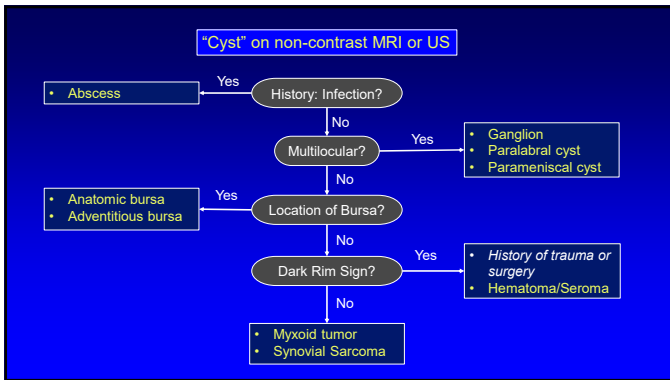 “Cyst” on non-contrast MRI or US
Yes
• Abscess
History: Infection?
No
Multilocular?
Yes
• Ganglion
• Paralabral cyst
• Parameniscal cyst
No
Yes
• Anatomic bursa
• Adventitious bursa
Location of Bursa?
No
Dark Rim Sign?
Yes
• History of trauma or
surgery
• Hematoma/Seroma
No
• Myxoid tumor
• Synovial Sarcoma